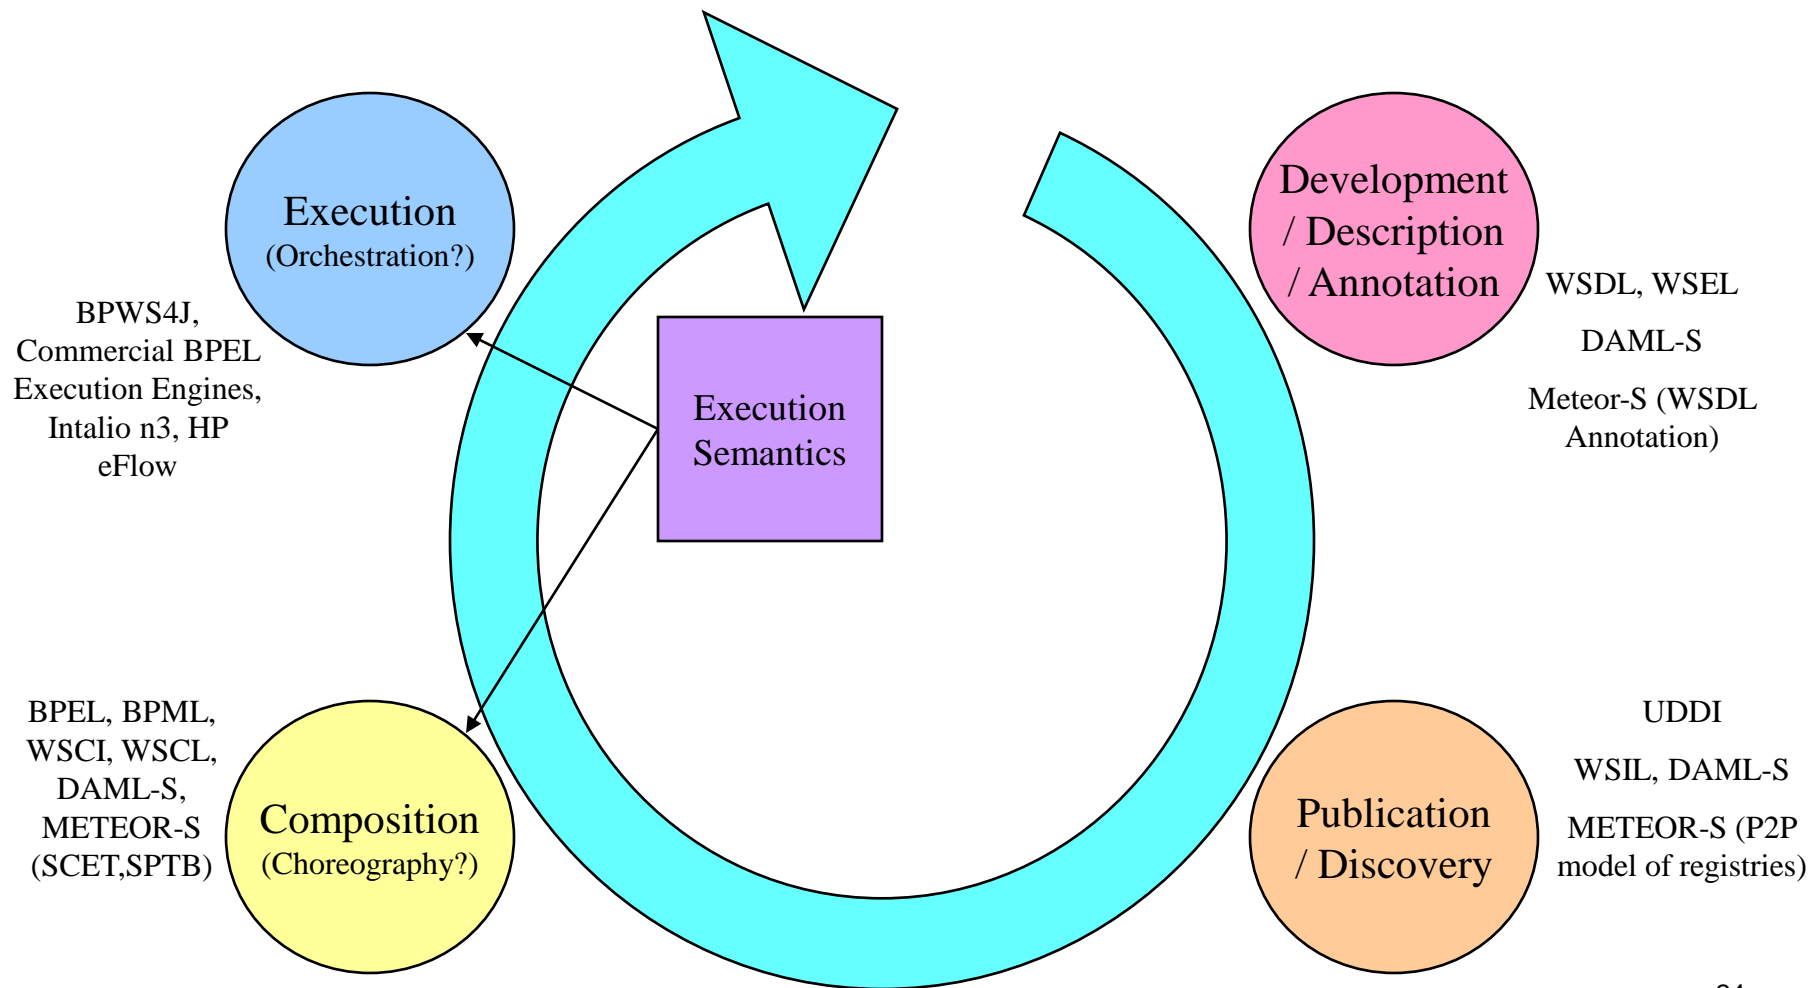 Execution
(Orchestration?)
BPWS4J,
Commercial BPEL
Execution Engines,
Intalio n3, HP
eFlow
Development
/ Description
/ Annotation
WSDL, WSEL
DAML-S
Meteor-S (WSDL
Annotation)
Execution
Semantics
BPEL, BPML,
WSCI, WSCL,
DAML-S,
METEOR-S
(SCET,SPTB)
Composition
(Choreography?)
Publication
/ Discovery
UDDI
WSIL, DAML-S
METEOR-S (P2P
model of registries)